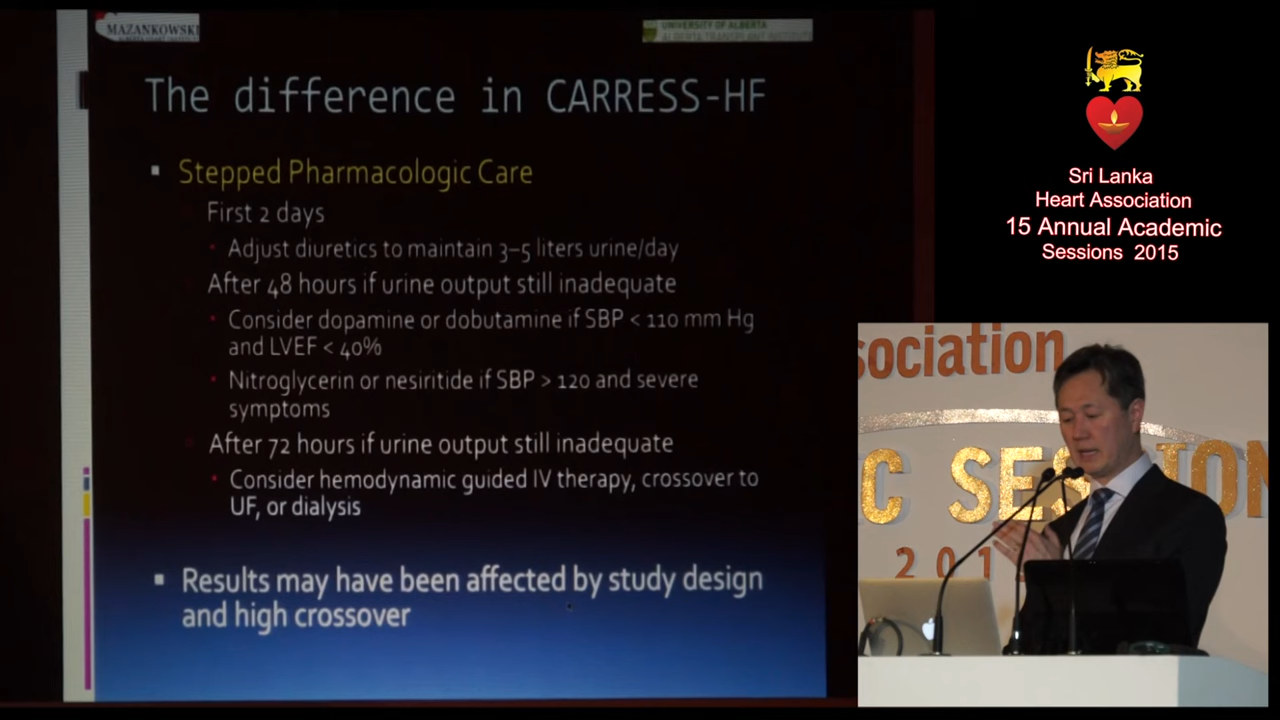 MAZANKOWSKI
UNIVERSITY OF ALBERTA
ALBERTA TRANSPLANT INSTITUTE
The difference in CARRESS-HF
Stepped Pharmacologic Care
First 2 days
Adjust diuretics to maintain 3–5 liters urine/day
After 48 hours if urine output still inadequate
Consider dopamine or dobutamine if SBP < 110 mm Hg
and LVEF < 40%
Nitroglycerin or nesiritide if SBP > 120 and severe
symptoms
After 72 hours if urine output still inadequate
Consider hemodynamic guided IV therapy, crossover to
UF, or dialysis
Results may have been affected by study design
and high crossover
Sri Lanka
Heart Association
15 Annual Academic
Sessions 2015
sociation
C SESSION
201